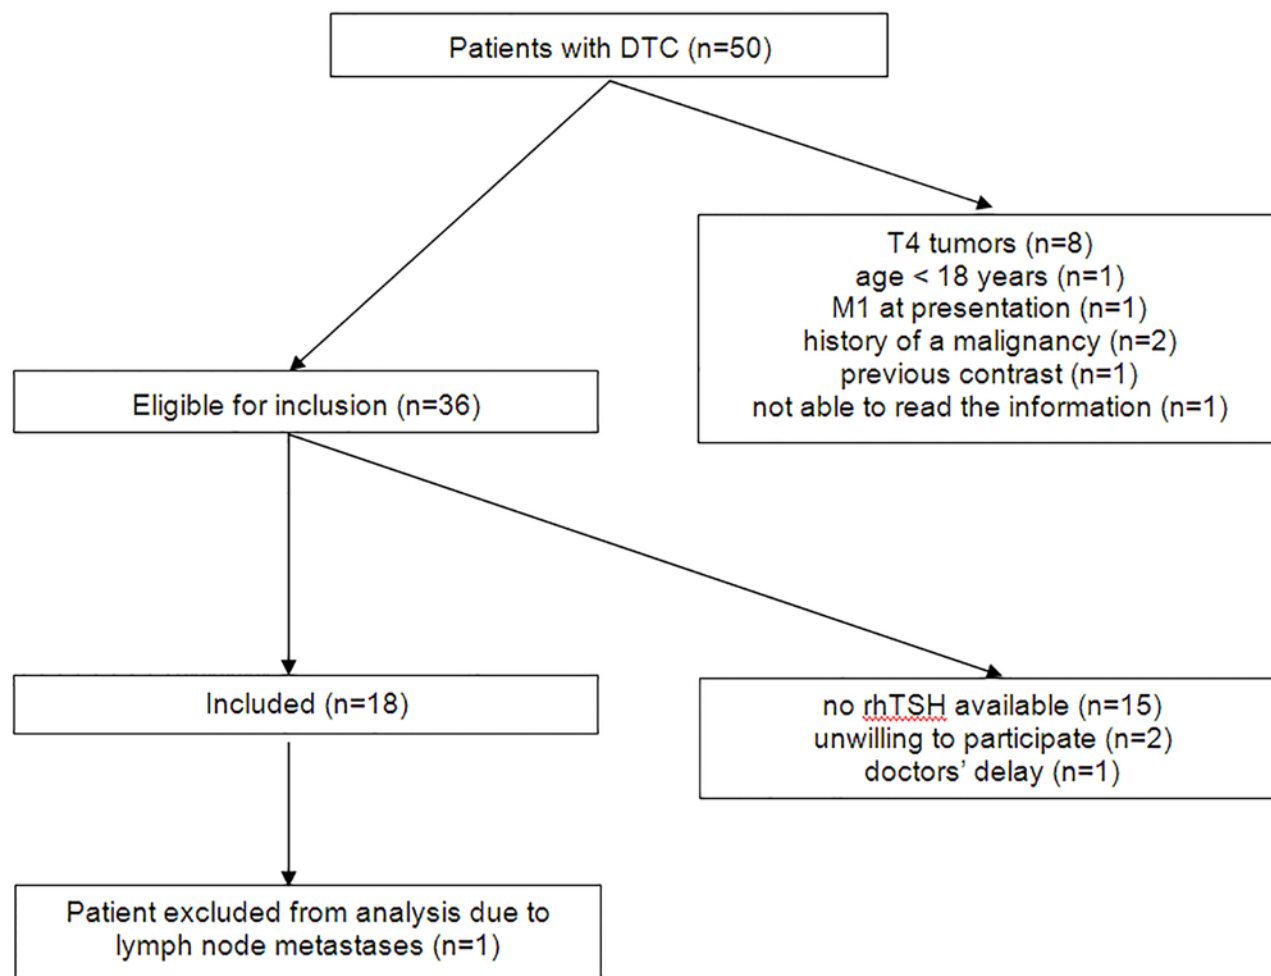 Patients with DTC (n=50)
T4 tumors (n=8)
age < 18 years (n=1)
M1 at presentation (n=1)
history of a malignancy (n=2)
previous contrast (n=1)
not able to read the information (n=1)
Eligible for inclusion (n=36)
Included (n=18)
no rhTSH available (n=15)
unwilling to participate (n=2)
doctors’ delay (n=1)
Patient excluded from analysis due to
lymph node metastases (n=1)